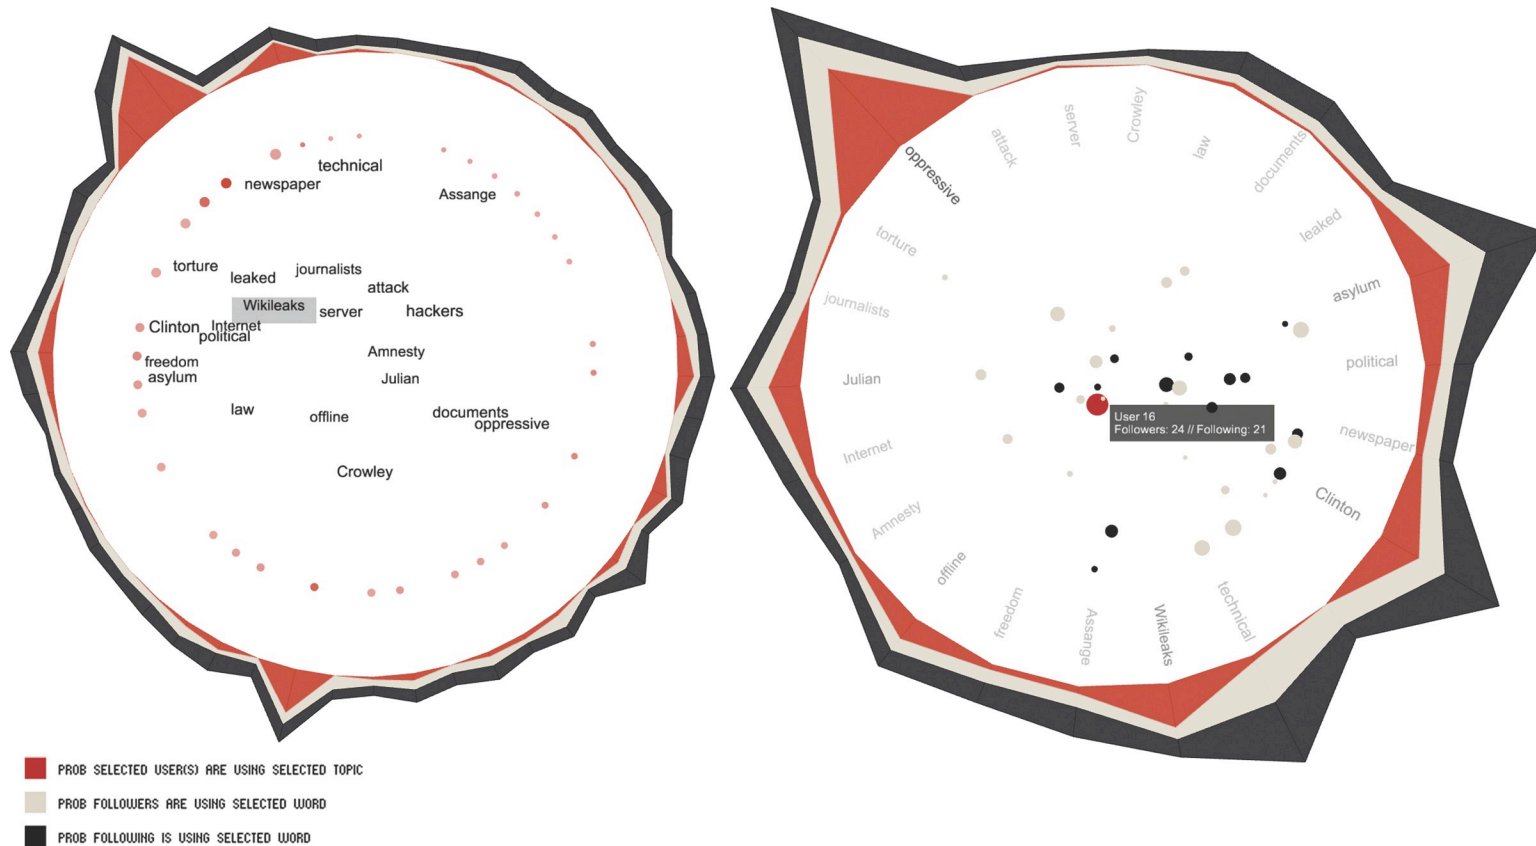 technical
newspaper
Assange
torture
leaked
journalists
attack
Wikileaks
server
hackers
Clinton
Internet
political
Amnesty
freedom
asylum
Julian
law
offline
documents
oppressive
Crowley
oppressive
attack
server
Crowley
law
documents
leaked
asylum
political
newspaper
Clinton
technical
Wikileaks
Assange
freedom
offline
Amnesty
Internet
Julian
journalists
torture
User 16
Followers: 24 // Following: 21
PROB SELECTED USER(S) ARE USING SELECTED TOPIC
PROB FOLLOWERS ARE USING SELECTED WORD
PROB FOLLOWING IS USING SELECTED WORD